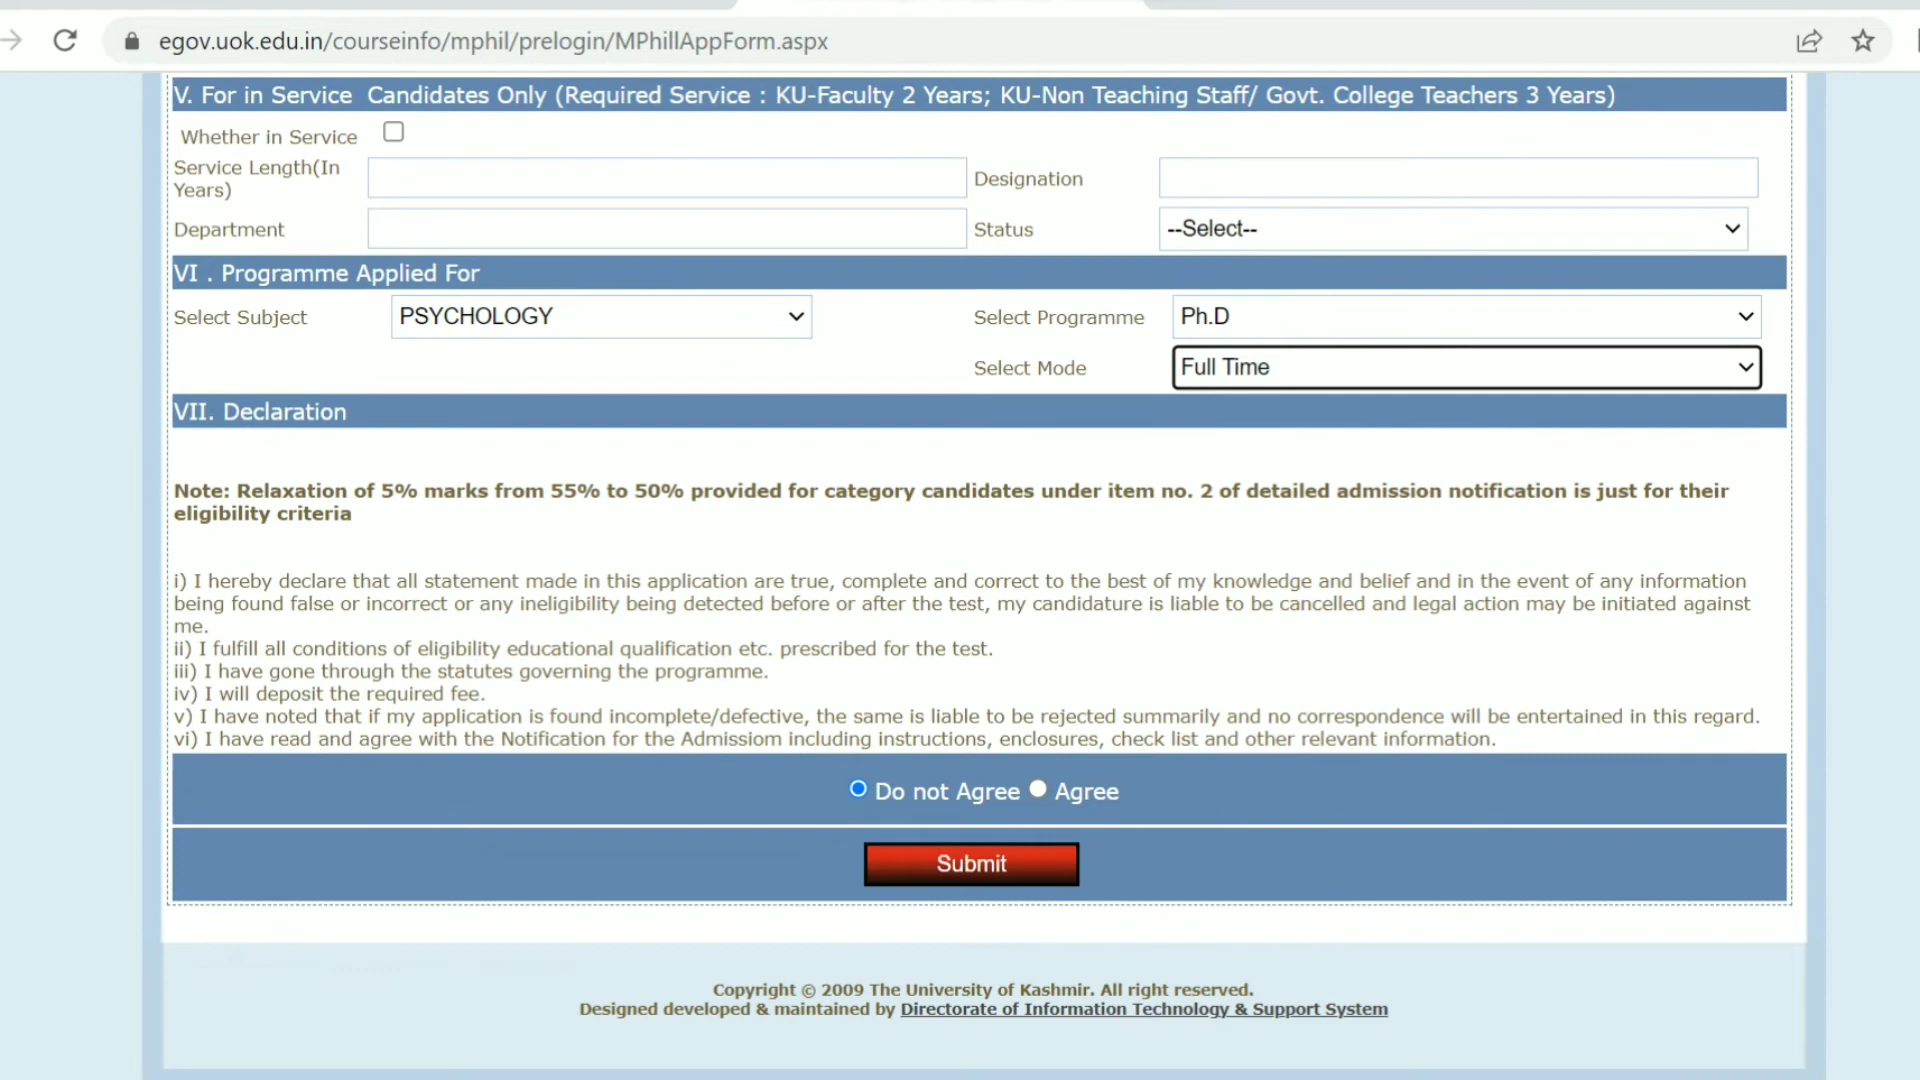 egov.uok.edu.in/courseinfo/mphil/prelogin/MPhillAppForm.aspx
V. For in Service Candidates Only (Required Service : KU-Faculty 2 Years; KU-Non Teaching Staff/ Govt. College Teachers 3 Years)
Whether in Service
Service Length(In
Years)
Designation
Department
Status
--Select--
VI . Programme Applied For
Select Subject
PSYCHOLOGY
Select Programme
Ph.D
Select Mode
Full Time
VII. Declaration
Note: Relaxation of 5% marks from 55% to 50% provided for category candidates under item no. 2 of detailed admission notification is just for their
eligibility criteria
i) I hereby declare that all statement made in this application are true, complete and correct to the best of my knowledge and belief and in the event of any information
being found false or incorrect or any ineligibility being detected before or after the test, my candidature is liable to be cancelled and legal action may be initiated against
me.
ii) I fulfill all conditions of eligibility educational qualification etc. prescribed for the test.
iii) I have gone through the statutes governing the programme.
iv) I will deposit the required fee.
v) I have noted that if my application is found incomplete/defective, the same is liable to be rejected summarily and no correspondence will be entertained in this regard.
vi) I have read and agree with the Notification for the Admissiom including instructions, enclosures, check list and other relevant information.
Do not Agree Agree
Submit
Copyright © 2009 The University of Kashmir. All right reserved.
Designed developed & maintained by Directorate of Information Technology & Support System